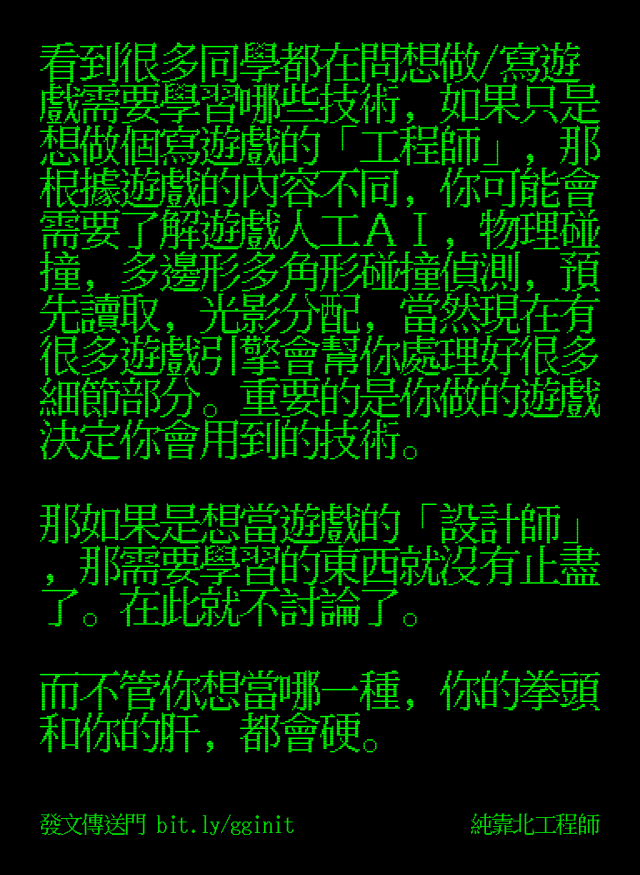 看到很多同學都在問想做/寫遊
戲需要學習哪些技術，如果只是
想做個寫遊戲的「工程師」，那
根據遊戲的內容不同，你可能會
需要了解遊戲人工ＡＩ，物理碰
撞，多邊形多角形碰撞偵測，預
先讀取，光影分配，當然現在有
很多遊戲引擎會幫你處理好很多
細節部分。重要的是你做的遊戲
決定你會用到的技術。
那如果是想當遊戲的「設計師」
，那需要學習的東西就沒有止盡
了。在此就不討論了。
而不管你想當哪一種，你的拳頭
和你的肝，都會硬。
發文傳送門 bit.ly/gginit
純靠北工程師